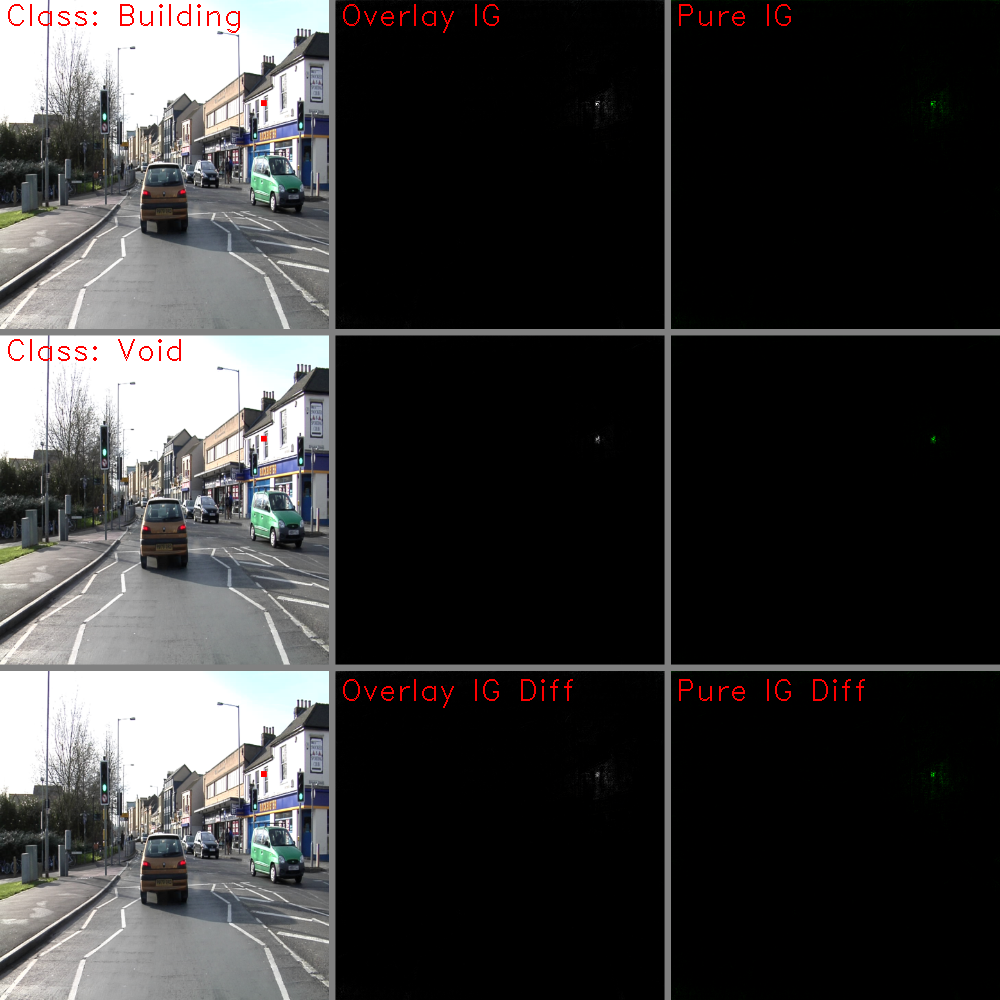 Class: Building
Overlay IG
Pure IG
Class: Void
Overlay IG Diff
Pure IG Diff